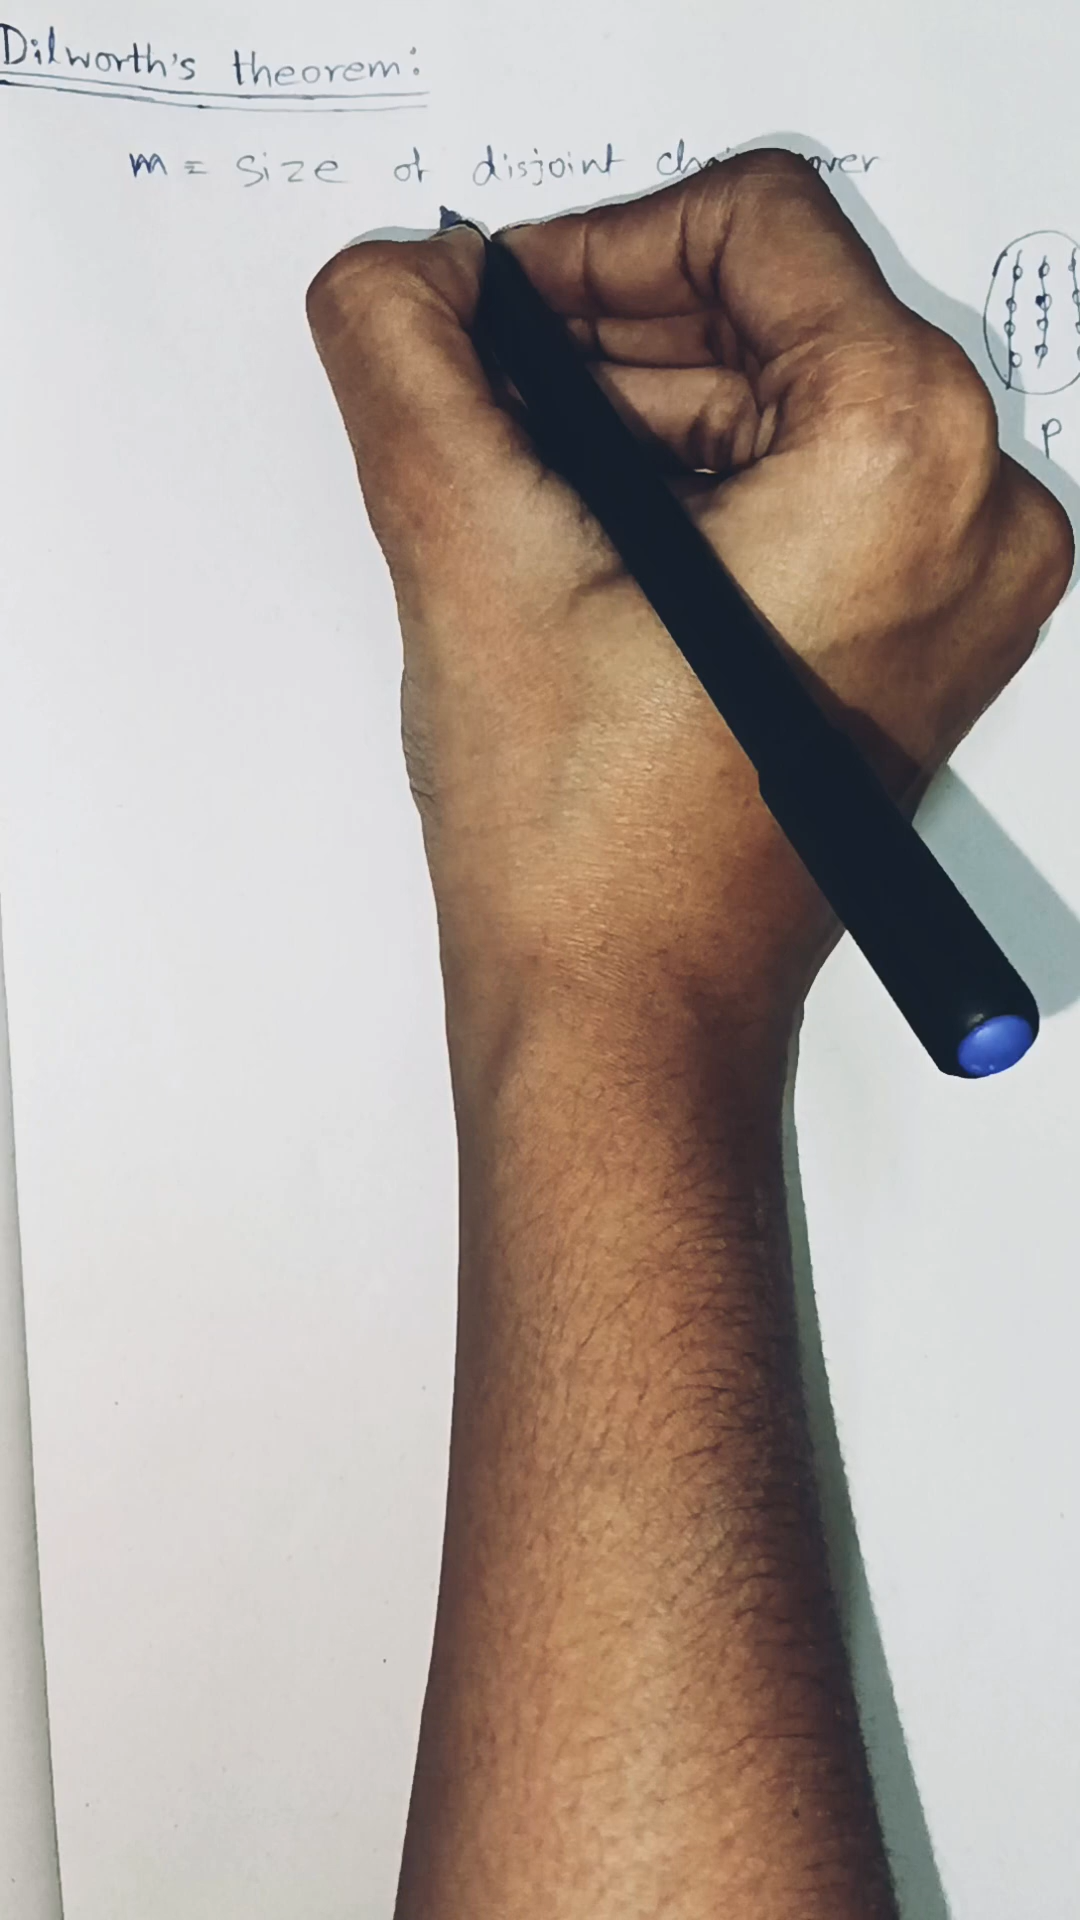 Dilworth's theorem:
m = size of disjoint
P